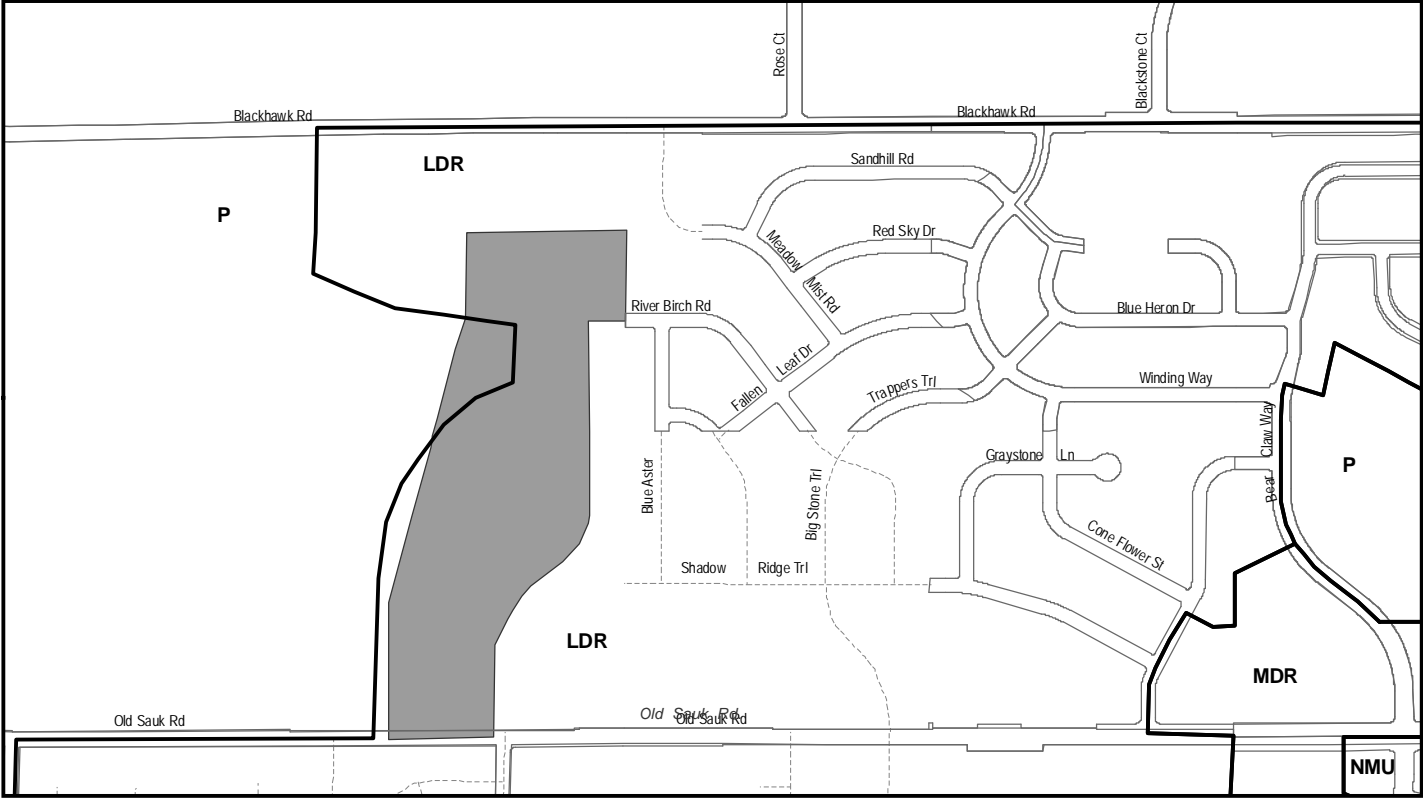 Rose Ct
Blackstone Ct
Blackhawk Rd
Blackhawk Rd
LDR
Sandhill Rd
P
Red Sky Dr
Meadow
Mist Rd
River Birch Rd
Blue Heron Dr
Leaf Dr
Fallen
Trappers Trl
Winding Way
Claw Way
Bear
Graystone Ln
P
Blue Aster
Big Stone Trl
Cone Flower St
Shadow Ridge Trl
LDR
MDR
Old Sauk Rd
Old Sauk Rd
Old Sauk Rd
NMU